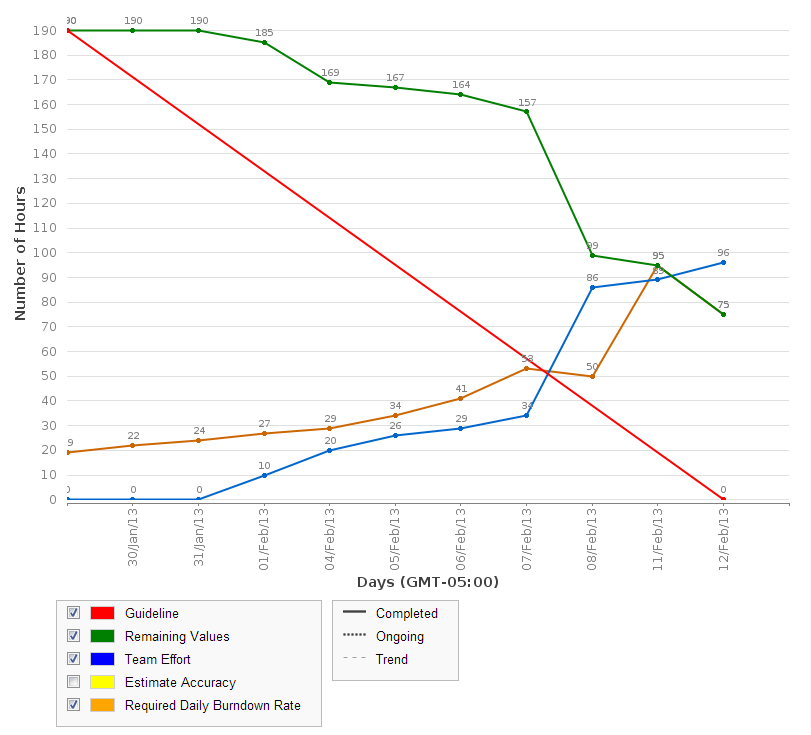 90 190 190
185
169
167
164
157
99
95
75
96
89
86
50
53
41
34
29
27
24
22
9
34
29
26
20
10
0 0 0
0
190
180
170
160
150
140
130
120
110
100
90
80
70
60
50
40
30
20
10
0
Number of Hours
30/Jan/13
31/Jan/13
01/Feb/13
04/Feb/13
05/Feb/13
06/Feb/13
07/Feb/13
08/Feb/13
11/Feb/13
12/Feb/13
Days (GMT-05:00)
Guideline
Remaining Values
Team Effort
Estimate Accuracy
Required Daily Burndown Rate
Completed
Ongoing
Trend